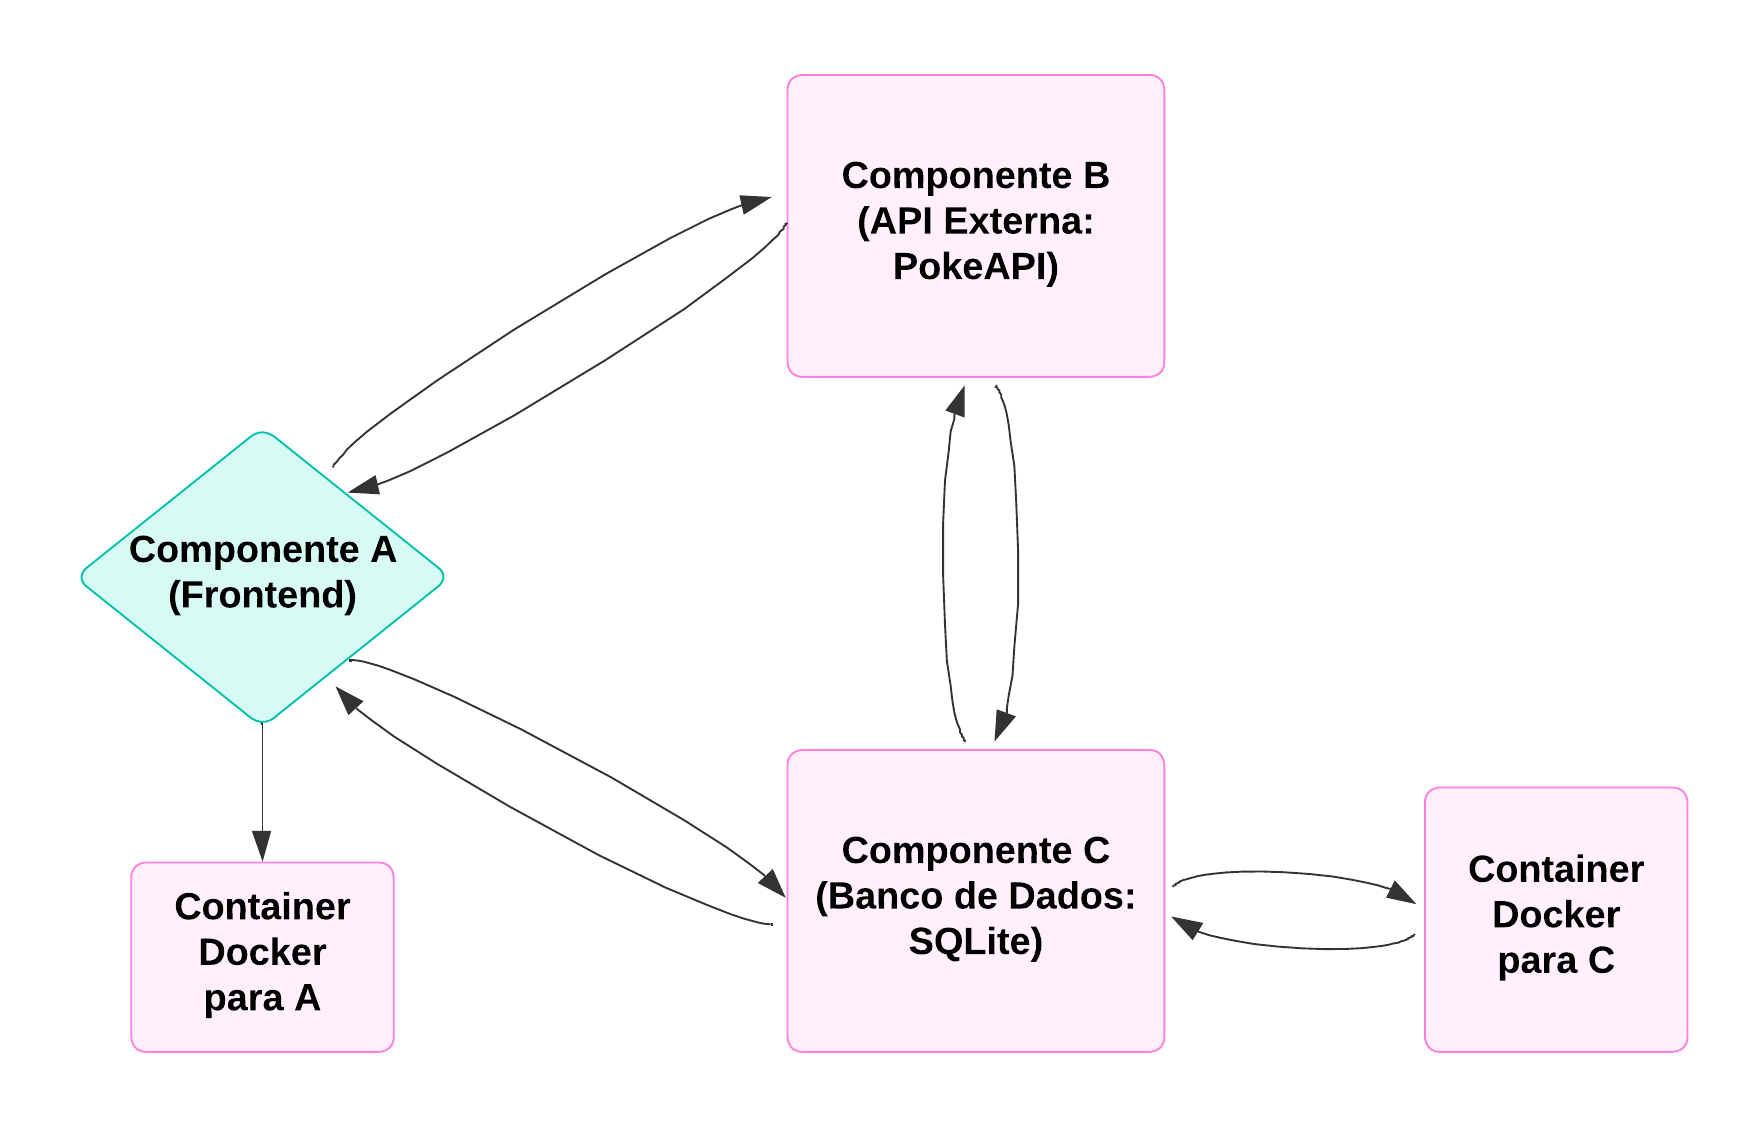 Componente B
(API Externa:
PokeAPI)
Componente A
(Frontend)
Componente C
(Banco de Dados:
SQLite)
Container
Docker
para C
Container
Docker
para A